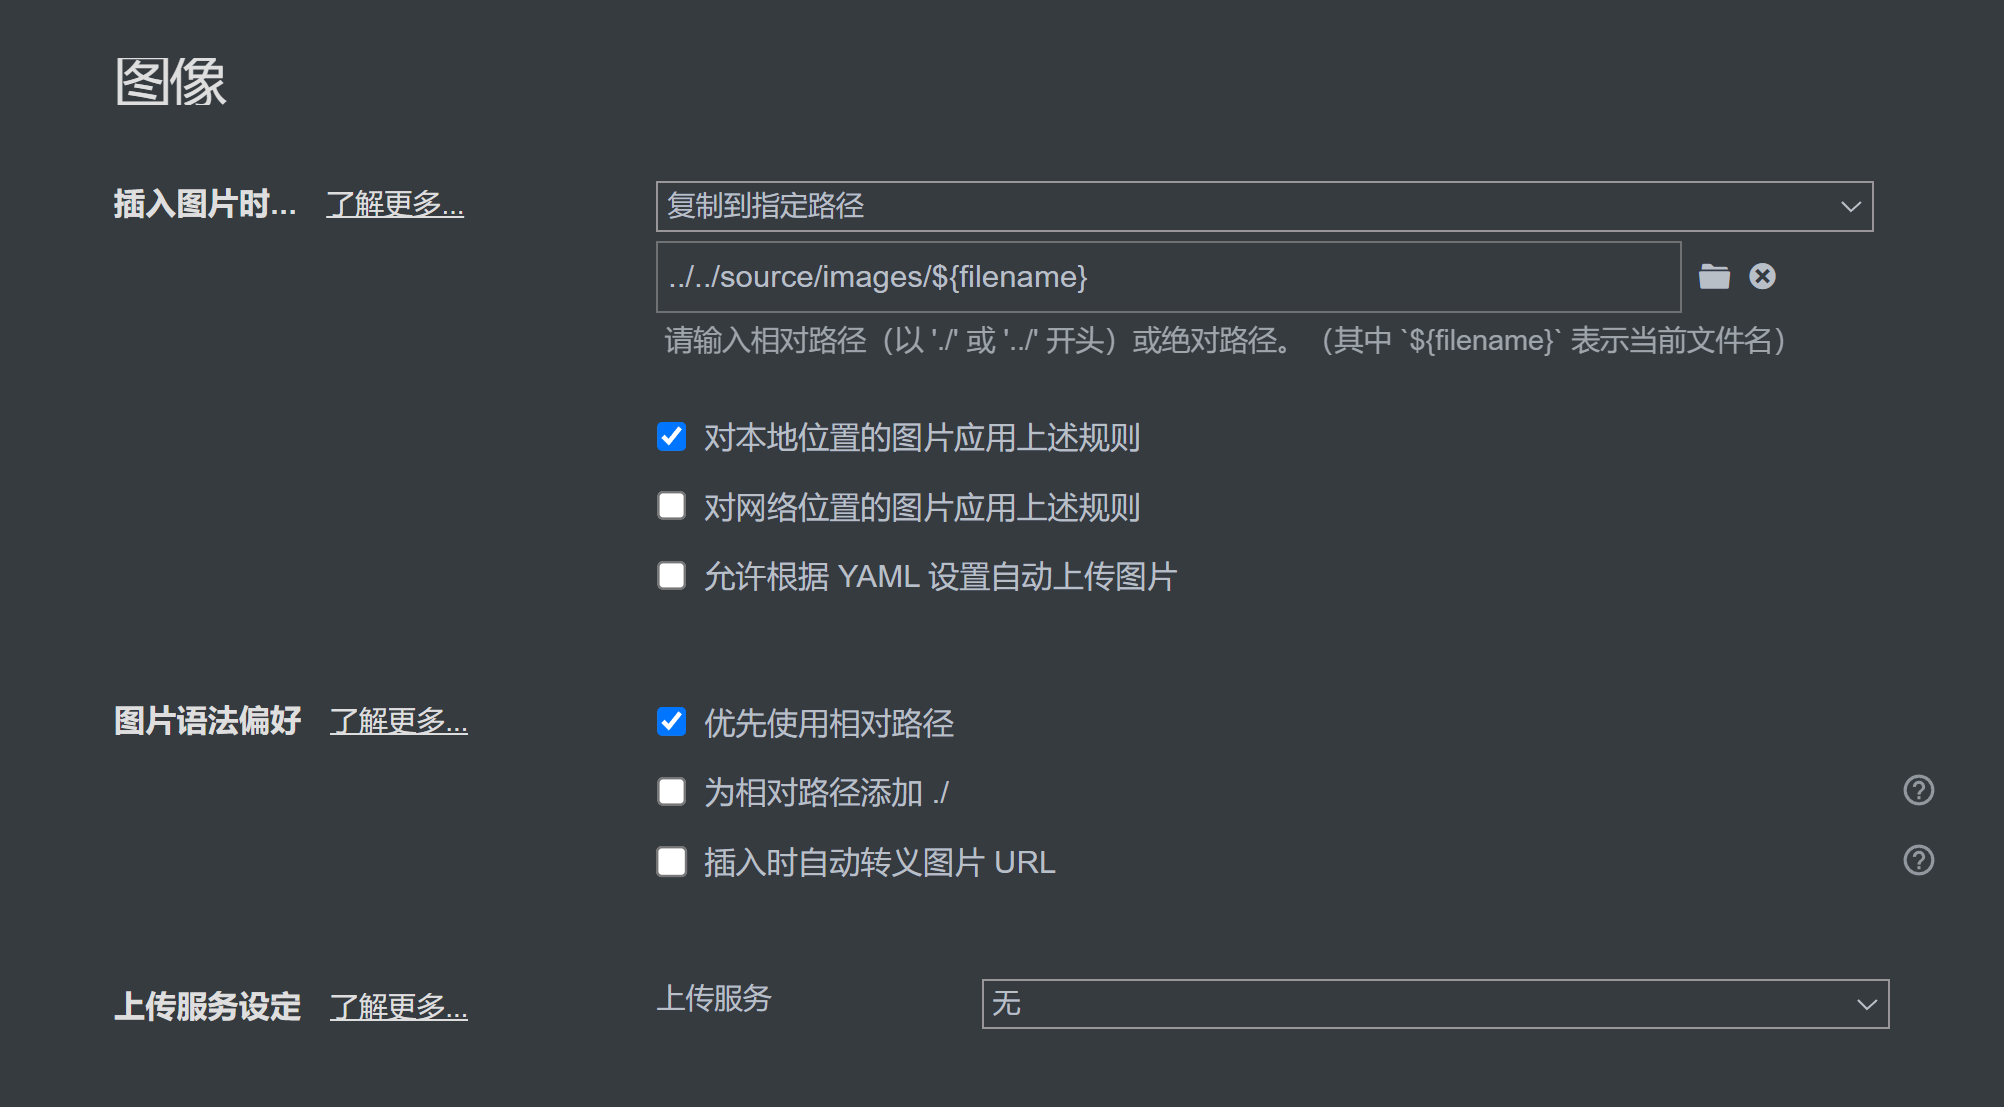 图像
插入图片时... 了解更多... 复制到指定路径
../../source/images/${filename}
请输入相对路径（以 './' 或 '../' 开头）或绝对路径。（其中 `${filename}` 表示当前文件名）
对本地位置的图片应用上述规则
对网络位置的图片应用上述规则
允许根据 YAML 设置自动上传图片
图片语法偏好 了解更多... 优先使用相对路径
为相对路径添加 ./
插入时自动转义图片 URL
上传服务设定 了解更多... 上传服务 无